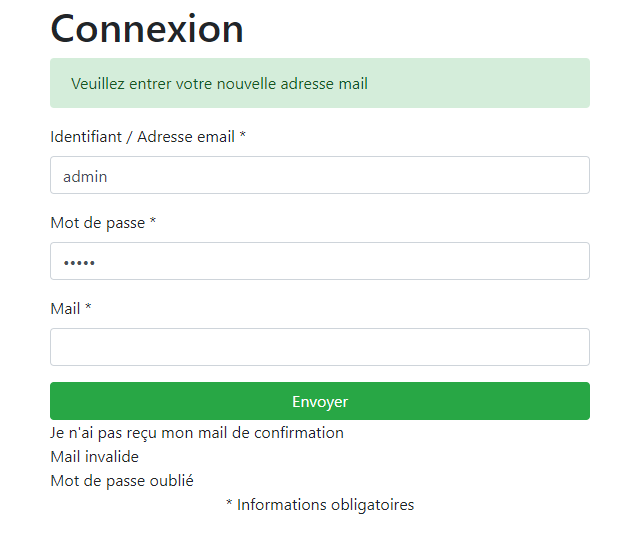 Connexion
Veuillez entrer votre nouvelle adresse mail
Identifiant / Adresse email *
admin
Mot de passe *
•••••
Mail *
Envoyer
Je n'ai pas reçu mon mail de confirmation
Mail invalide
Mot de passe oublié
* Informations obligatoires